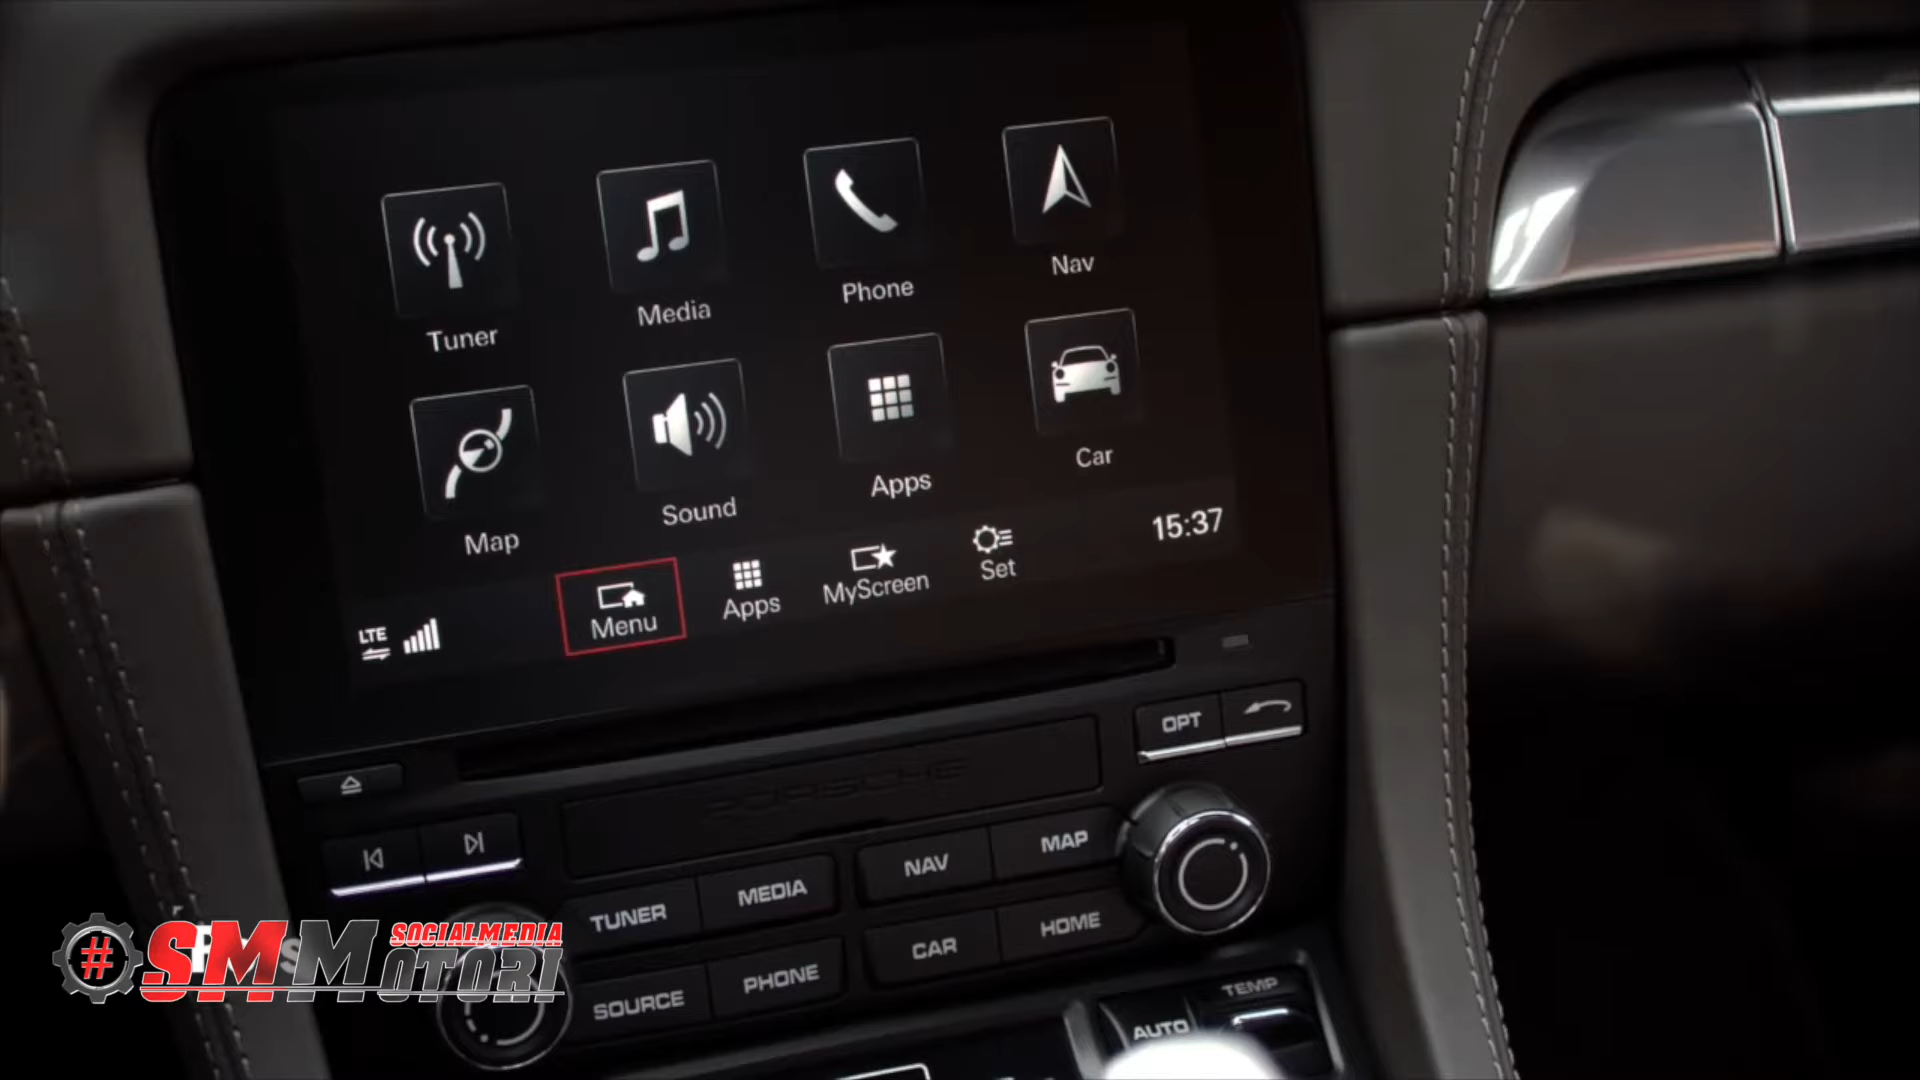 Tuner
Media
Phone
Nav
Map
Sound
Apps
Car
LTE
Menu
Apps
MyScreen
Set
15:37
OPT
PORSCHE
TUNER
MEDIA
NAV
MAP
SOURCE
PHONE
CAR
HOME
TEMP
AUTO
# SMMOTORI
SOCIALMEDIA